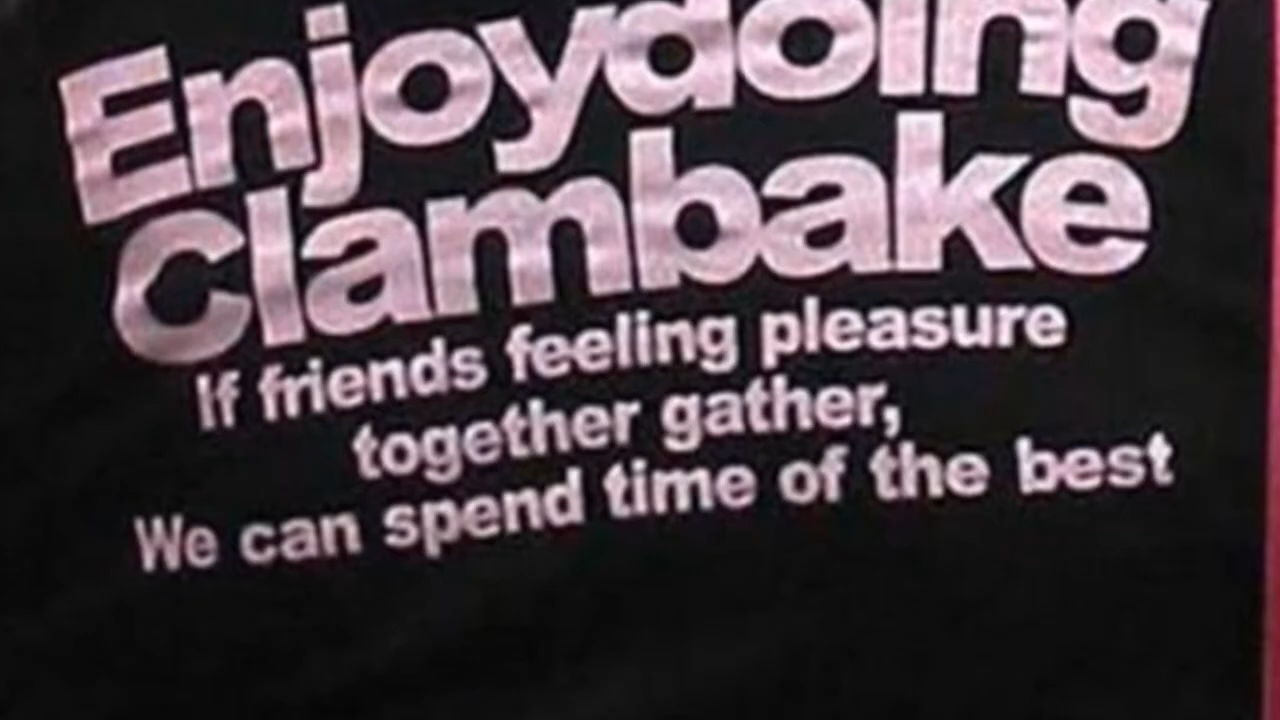 Enjoydoing
Clambake
If friends feeling pleasure
together gather,
We can spend time of the best